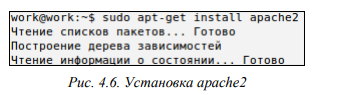 work@work:~$ sudo apt-get install apache2
Чтение списков пакетов... Готово
Построение дерева зависимостей
Чтение информации о состоянии... Готово
Рис. 4.6. Установка apache2